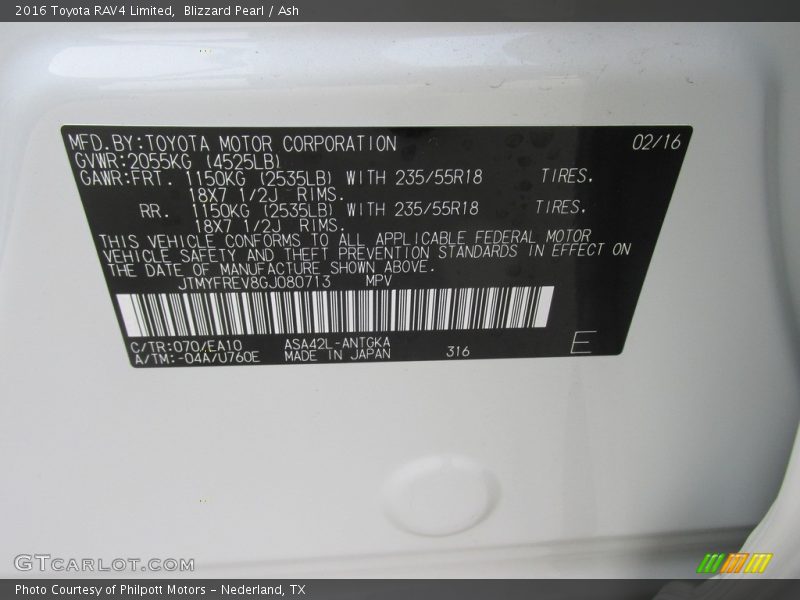 2016 Toyota RAV4 Limited,  Blizzard Pearl / Ash
MFD.BY:TOYOTA MOTOR CORPORATION 02/16
GVWR:2055KG (4525LB)
GAWR:FRT. 1150KG (2535LB) WITH 235/55R18 TIRES.
18X7 1/2J RIMS.
RR. 1150KG (2535LB) WITH 235/55R18 TIRES.
18X7 1/2J RIMS.
THIS VEHICLE CONFORMS TO ALL APPLICABLE FEDERAL MOTOR
VEHICLE SAFETY AND THEFT PREVENTION STANDARDS IN EFFECT ON
THE DATE OF MANUFACTURE SHOWN ABOVE.
JTMYFREV8GJ080713 MPV
C/TR:070/EA10 ASA42L-ANTGKA
A/TM:-04A/U760E MADE IN JAPAN 316 E
GTCARLOT.COM
Photo Courtesy of Philpott Motors - Nederland, TX